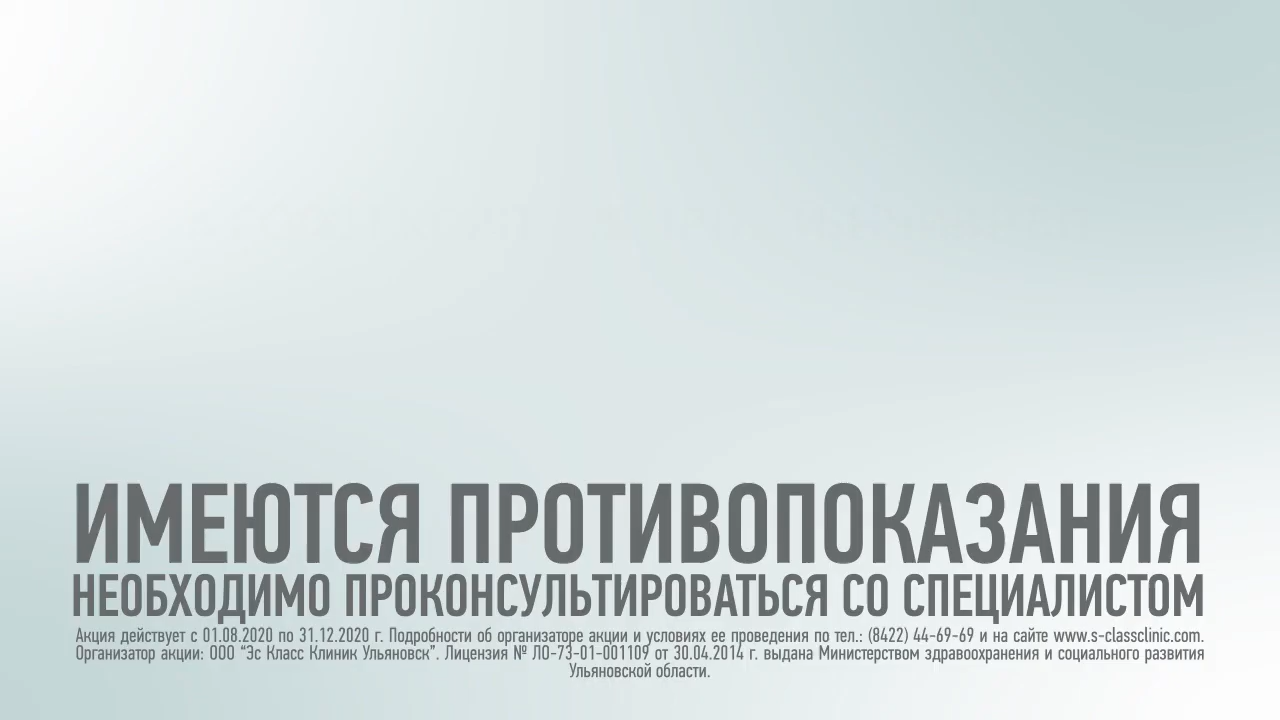 ИМЕЮТСЯ ПРОТИВОПОКАЗАНИЯ
НЕОБХОДИМО ПРОКОНСУЛЬТИРОВАТЬСЯ СО СПЕЦИАЛИСТОМ
Акция действует с 01.08.2020 по 31.12.2020 г. Подробности об организаторе акции и условиях ее проведения по тел.: (8422) 44-69-69 и на сайте www.s-classclinic.com.
Организатор акции: ООО “Эс Класс Клиник Ульяновск”. Лицензия № ЛО-73-01-001109 от 30.04.2014 г. выдана Министерством здравоохранения и социального развития
Ульяновской области.